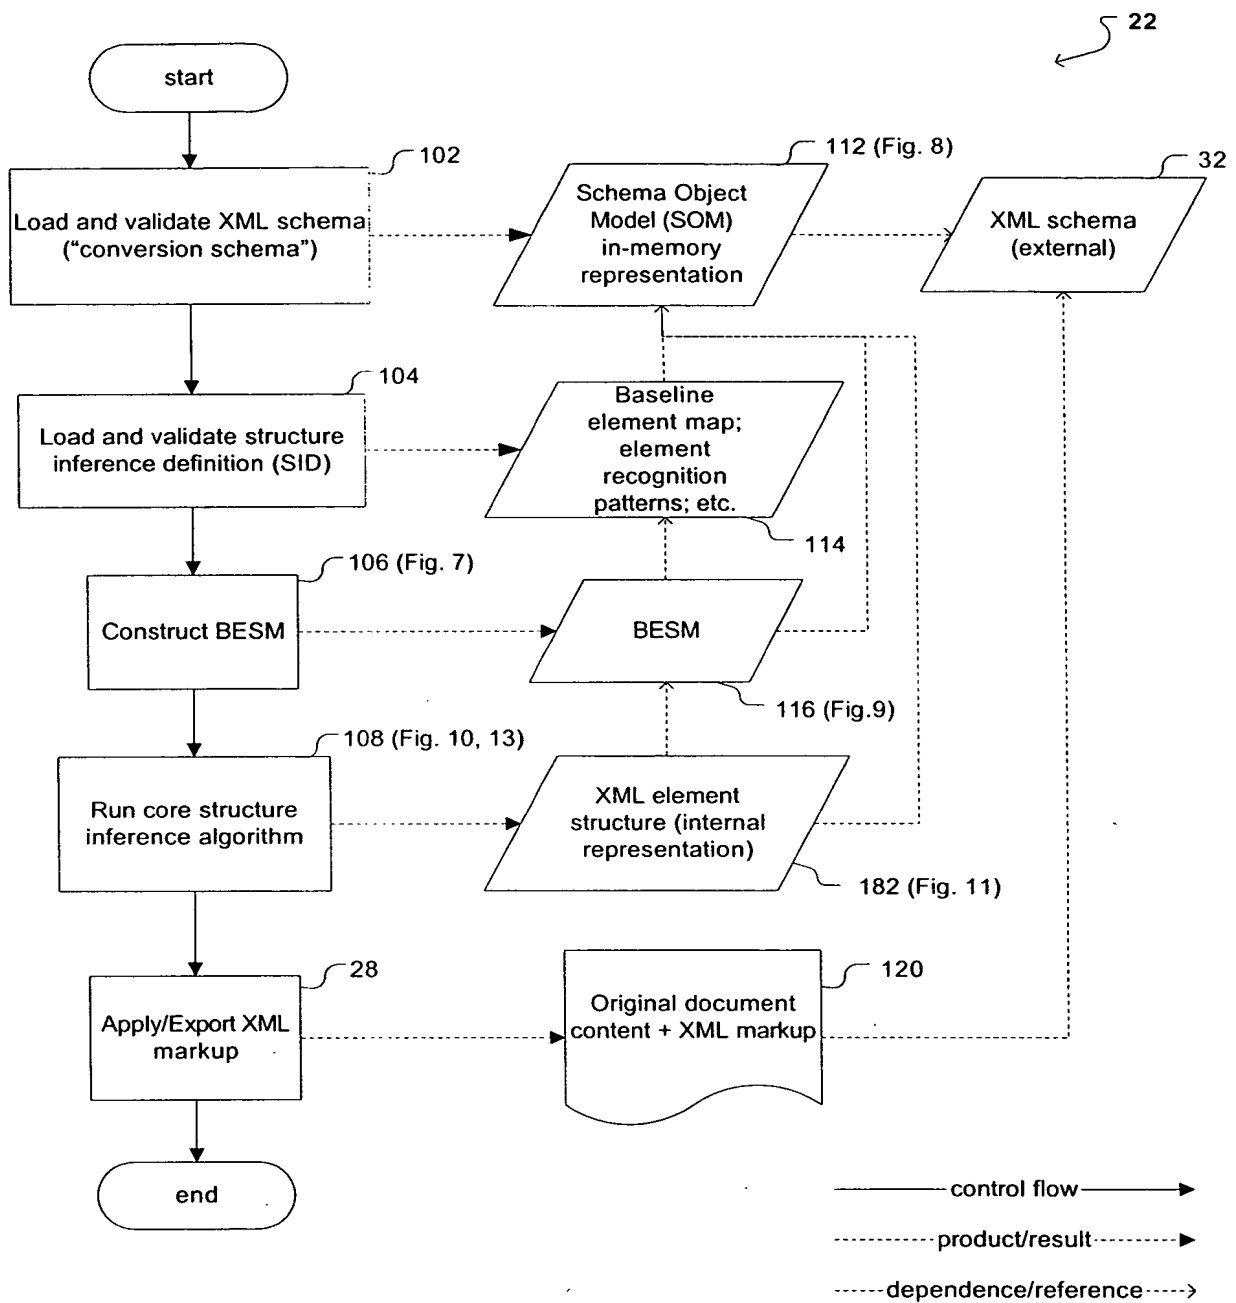 22
start
102
Load and validate XML schema
(“conversion schema”)
112 (Fig. 8)
Schema Object
Model (SOM)
in-memory
representation
32
XML schema
(external)
104
Load and validate structure
inference definition (SID)
Baseline
element map;
element
recognition
patterns; etc.
114
106 (Fig. 7)
Construct BESM
BESM
116 (Fig.9)
108 (Fig. 10, 13)
Run core structure
inference algorithm
XML element
structure (internal
representation)
182 (Fig. 11)
28
Apply/Export XML
markup
120
Original document
content + XML markup
end
control flow
product/result
dependence/reference